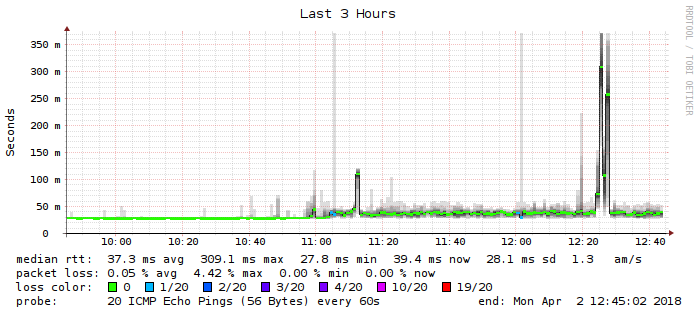 Last 3 Hours
RRDTOOL / TOBI OETIKER
Seconds
350 m
300 m
250 m
200 m
150 m
100 m
50 m
0
10:00 10:20 10:40 11:00 11:20 11:40 12:00 12:20 12:40
median rtt: 37.3 ms avg 309.1 ms max 27.8 ms min 39.4 ms now 28.1 ms sd 1.3 am/s
packet loss: 0.05 % avg 4.42 % max 0.00 % min 0.00 % now
loss color: 0 1/20 2/20 3/20 4/20 10/20 19/20
probe: 20 ICMP Echo Pings (56 Bytes) every 60s end: Mon Apr 2 12:45:02 2018